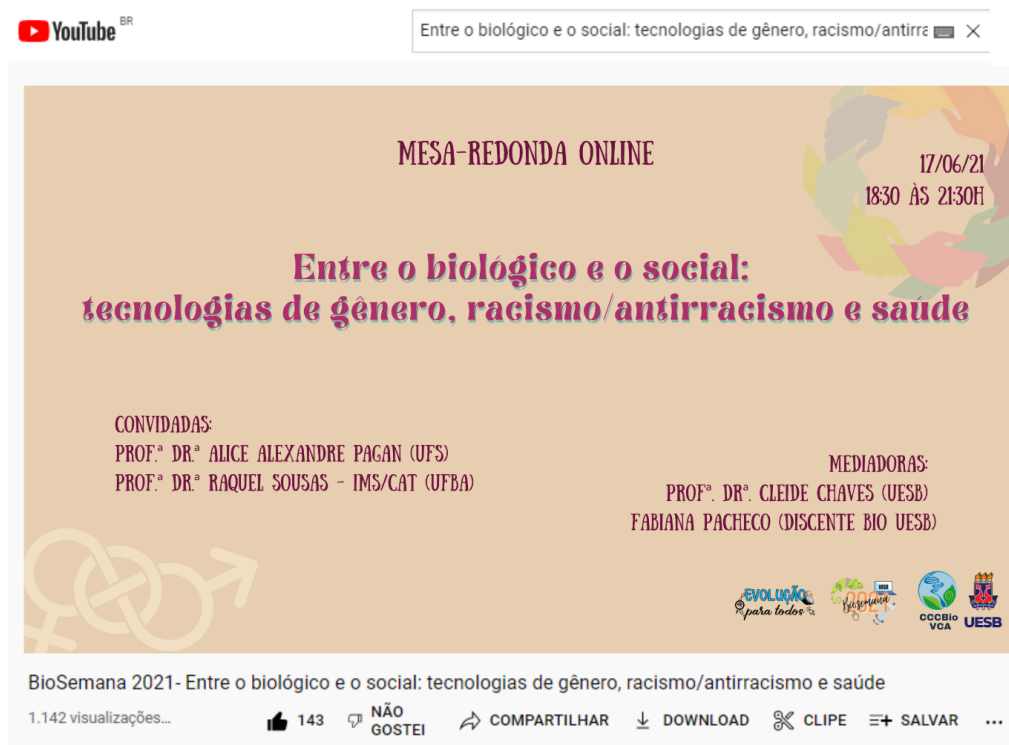 YouTube BR
Entre o biológico e o social: tecnologias de gênero, racismo/antirra
MESA-REDONDA ONLINE
17/06/21
18:30 ÀS 21:30H
Entre o biológico e o social:
tecnologias de gênero, racismo/antirracismo e saúde
CONVIDADAS:
PROF.ª DR.ª ALICE ALEXANDRE PAGAN (UFS)
PROF.ª DR.ª RAQUEL SOUSAS - IMS/CAT (UFBA)
MEDIADORAS:
PROFª. DRª. CLEIDE CHAVES (UESB)
FABIANA PACHECO (DISCENTE BIO UESB)
EVOLUÇÃO
para todos
Biosemana
2021
CCCBio
VCA
UESB
BioSemana 2021- Entre o biológico e o social: tecnologias de gênero, racismo/antirracismo e saúde
1.142 visualizações...
143
NÃO
GOSTEI
COMPARTILHAR
DOWNLOAD
CLIPE
SALVAR
...